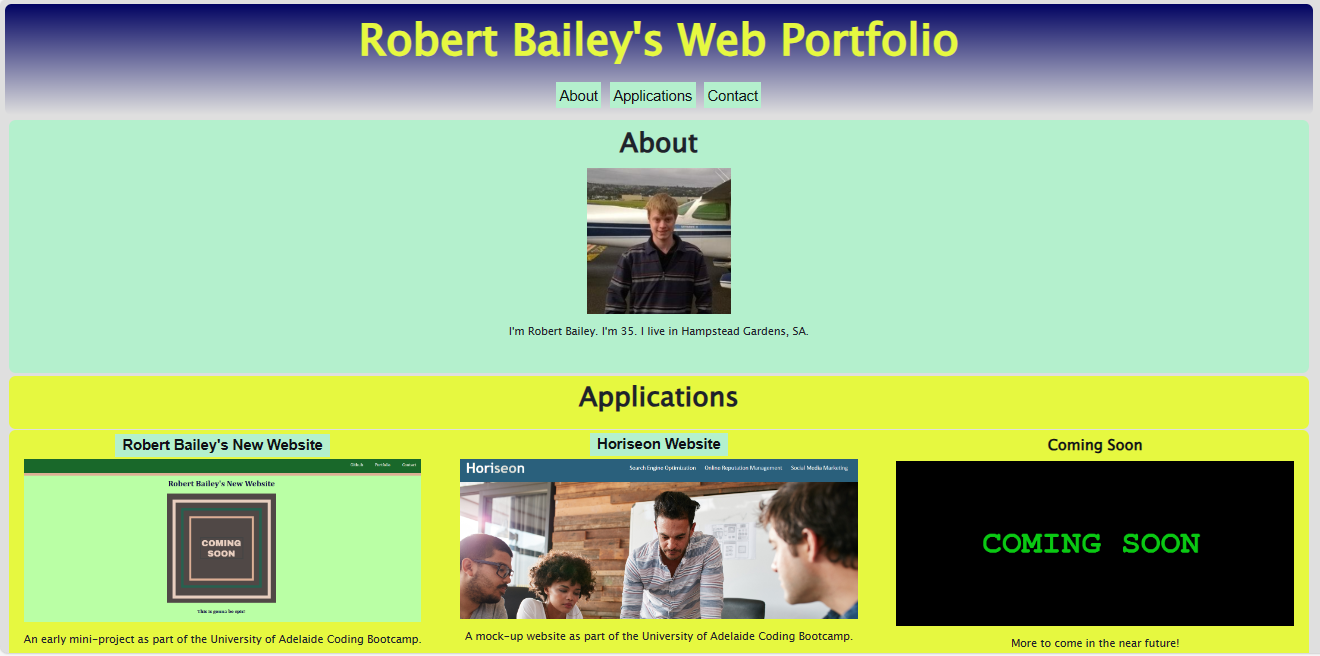 Robert Bailey's Web Portfolio
About Applications Contact
About
I'm Robert Bailey. I'm 35. I live in Hampstead Gardens, SA.
Applications
Robert Bailey's New Website
Github Portfolio Contact
Robert Bailey's New Website
COMING
SOON
This is gonna be epic!
An early mini-project as part of the University of Adelaide Coding Bootcamp.
Horiseon Website
Horiseon Search Engine Optimization Online Reputation Management Social Media Marketing
A mock-up website as part of the University of Adelaide Coding Bootcamp.
Coming Soon
COMING SOON
More to come in the near future!